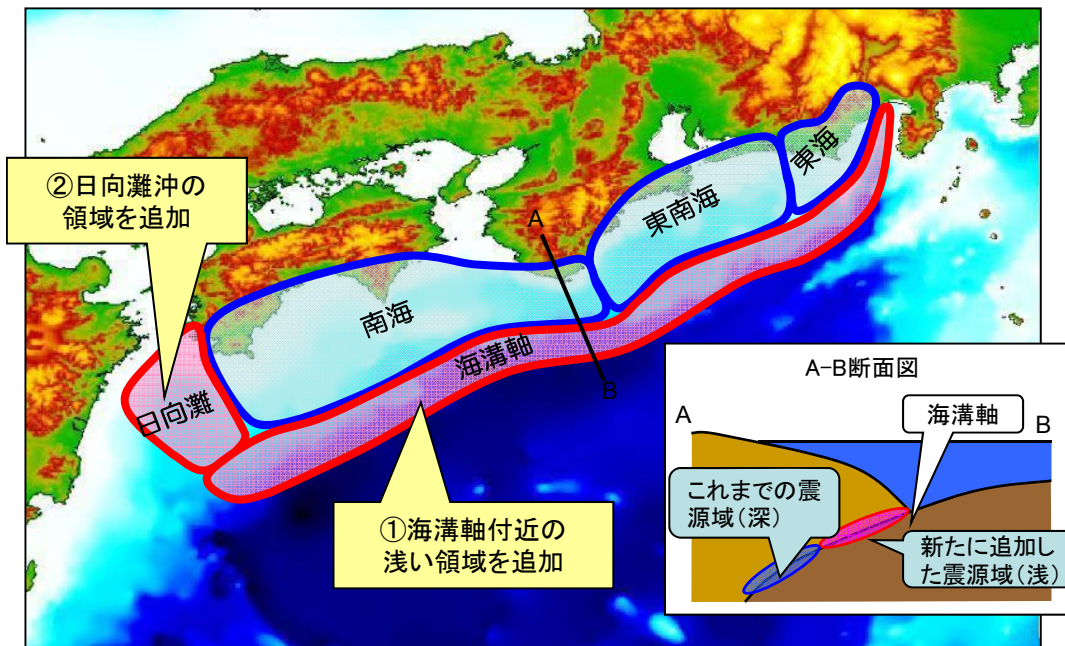 ②日向灘沖の
領域を追加
東海
東南海
A
南海
海溝軸
B
日向灘
①海溝軸付近の
浅い領域を追加
A-B断面図
A
海溝軸
B
これまでの震
源域(深)
新たに追加し
た震源域(浅)